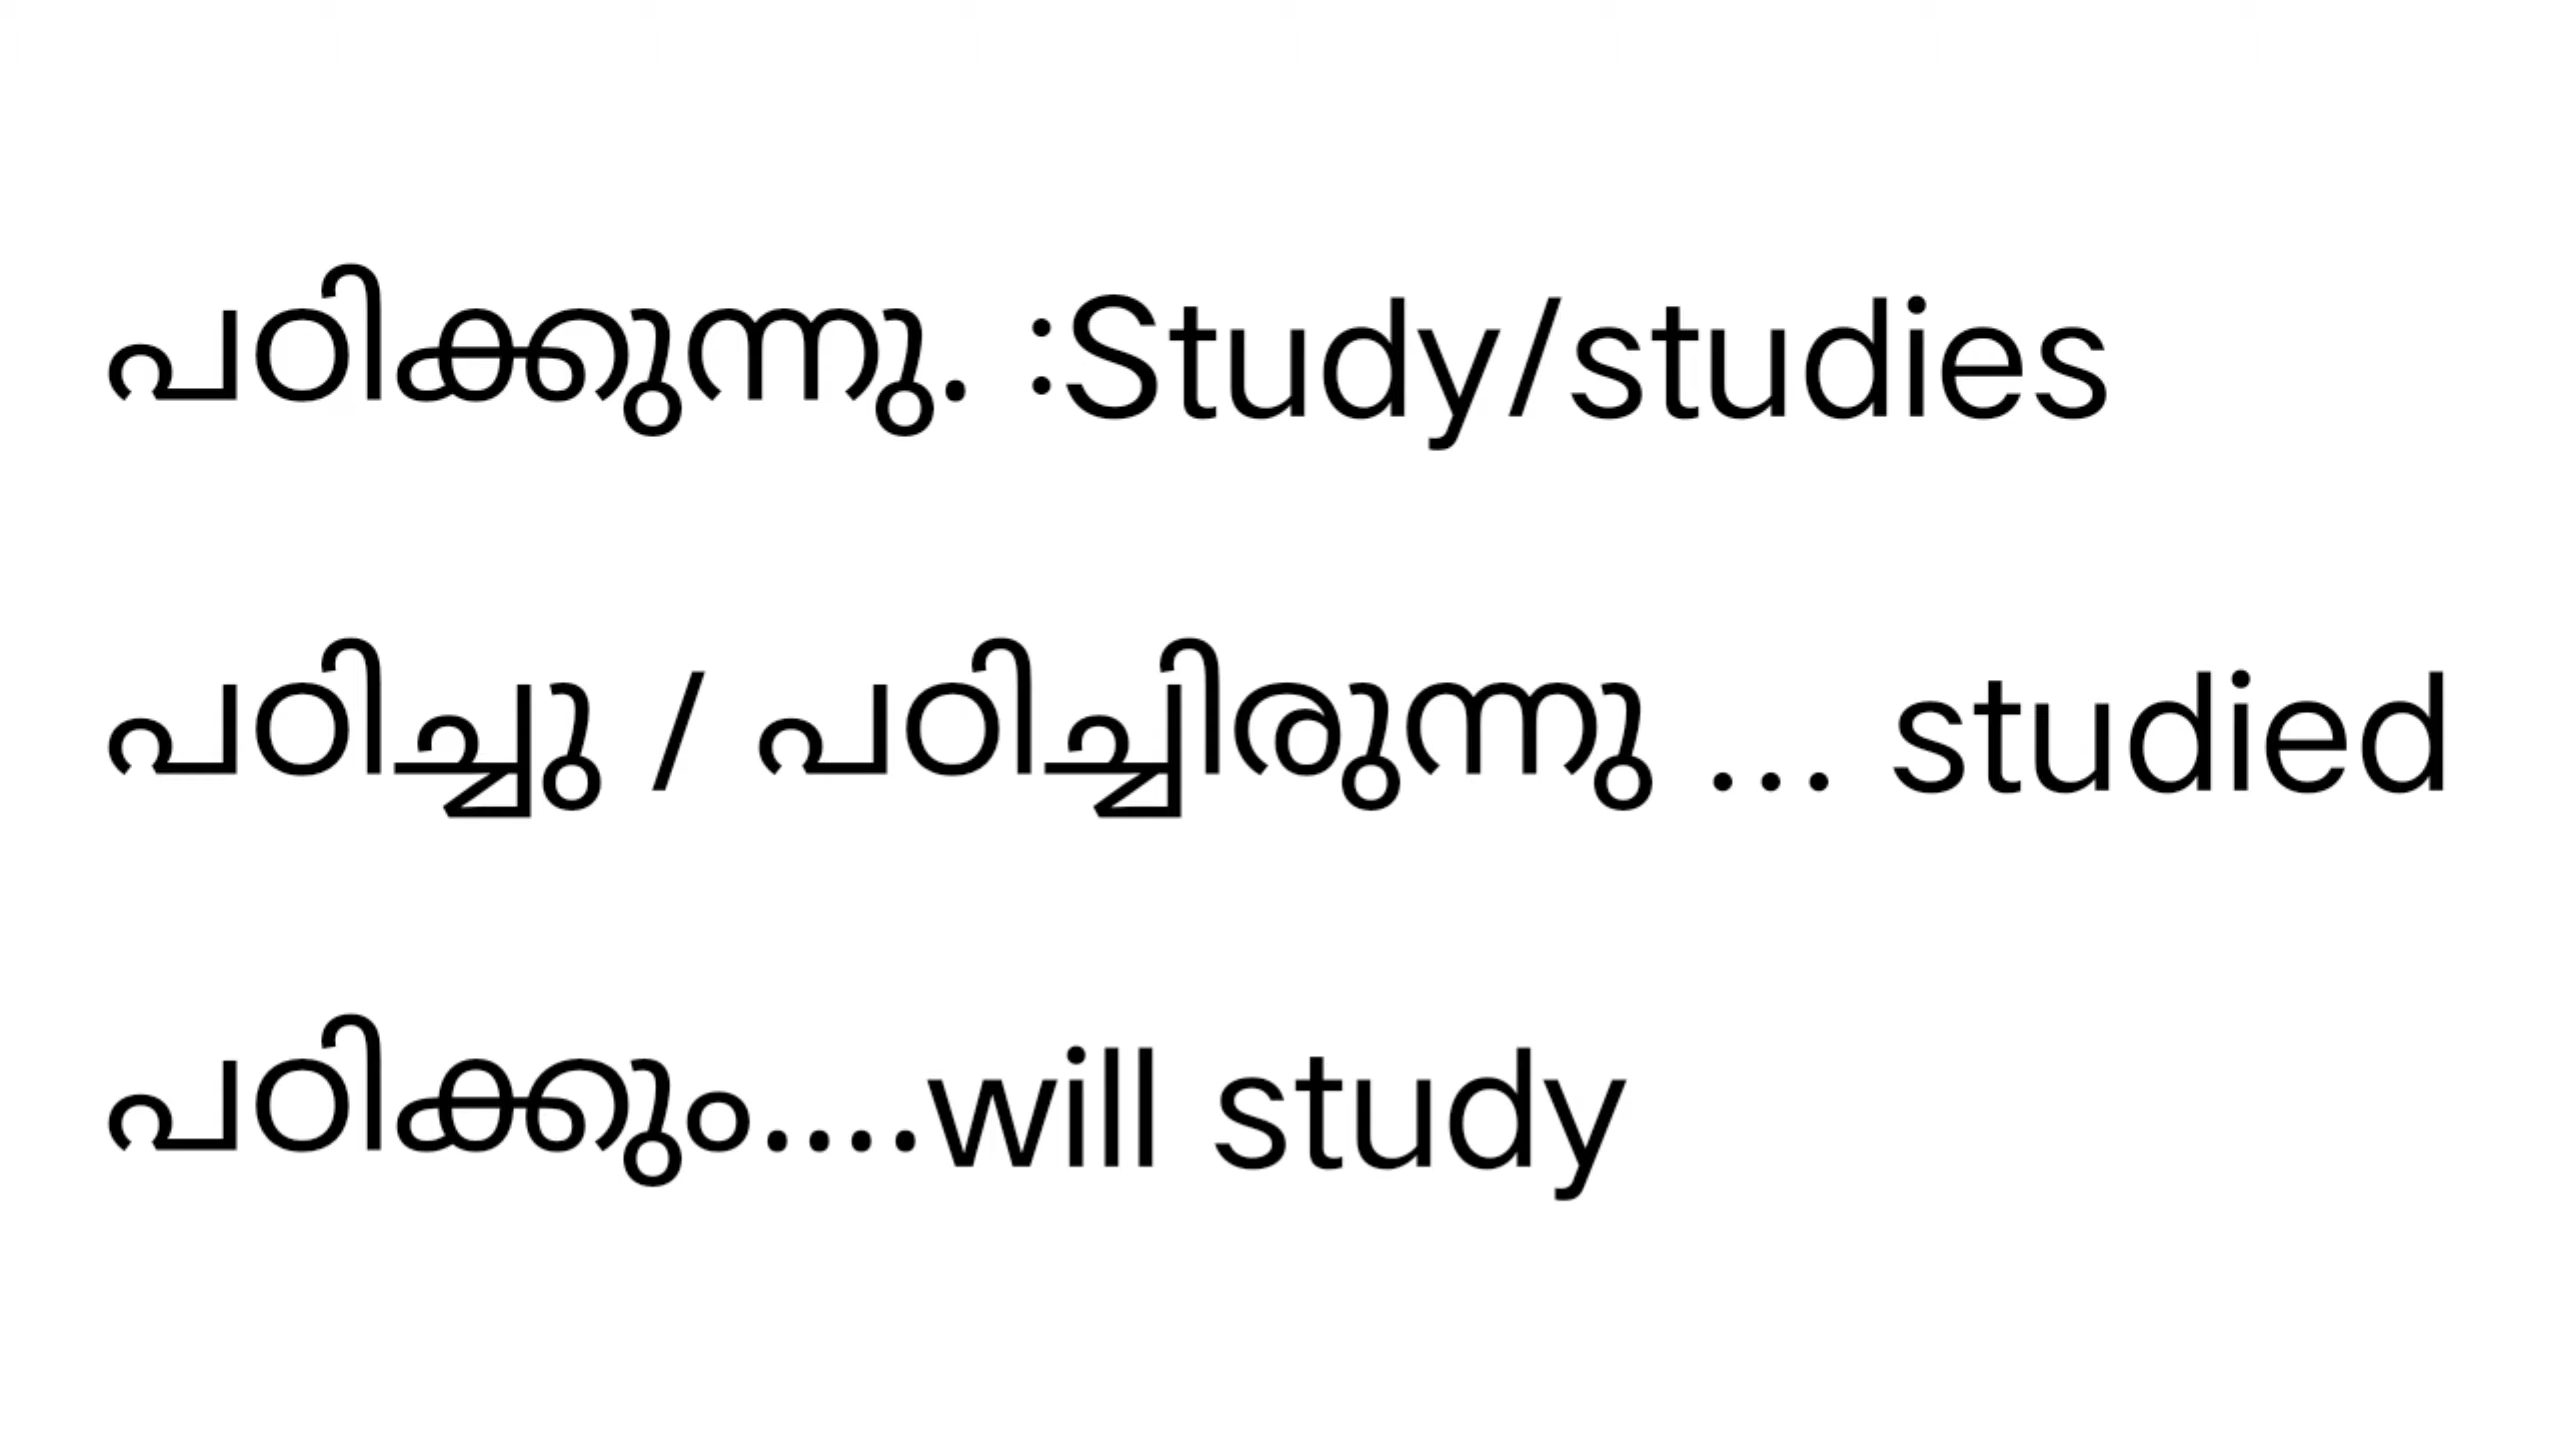 പഠിക്കുന്നു. :Study/studies
പഠിച്ചു / പഠിച്ചിരുന്നു ... studied
പഠിക്കും....will study